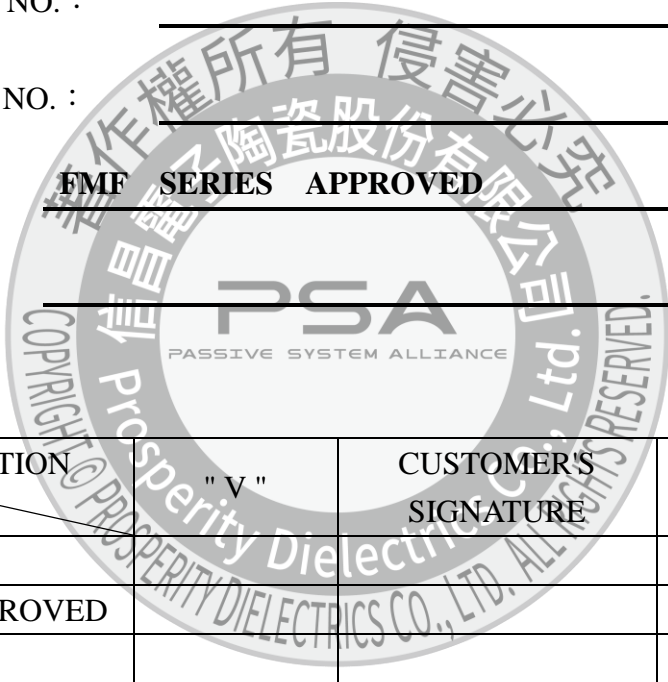 NO.：
NO.：
FMF SERIES APPROVED
著作權所有 侵害必究
信昌電子陶瓷股份有限公司
PSA
PASSIVE SYSTEM ALLIANCE
Prosperity Dielectrics Co., Ltd.
COPYRIGHT © PROSPERITY DIELECTRICS CO., LTD. ALL RIGHTS RESERVED.
TION
" V "
CUSTOMER'S
SIGNATURE
ROVED